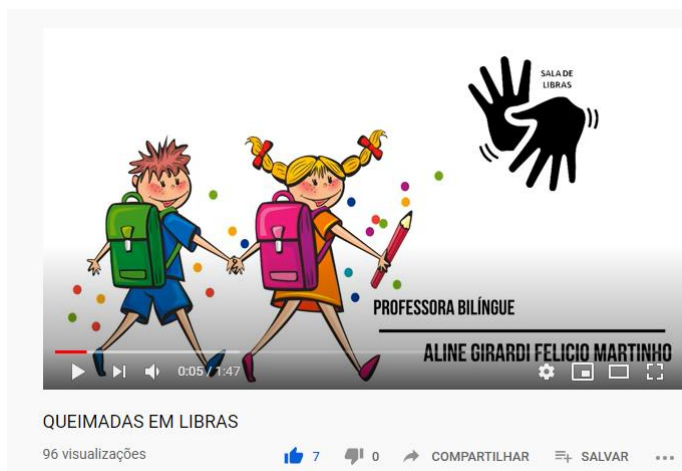 SALA DE
LIBRAS
PROFESSORA BILÍNGUE
ALINE GIRARDI FELICIO MARTINHO
0:05 / 1:47
QUEIMADAS EM LIBRAS
96 visualizações 7 0 COMPARTILHAR SALVAR